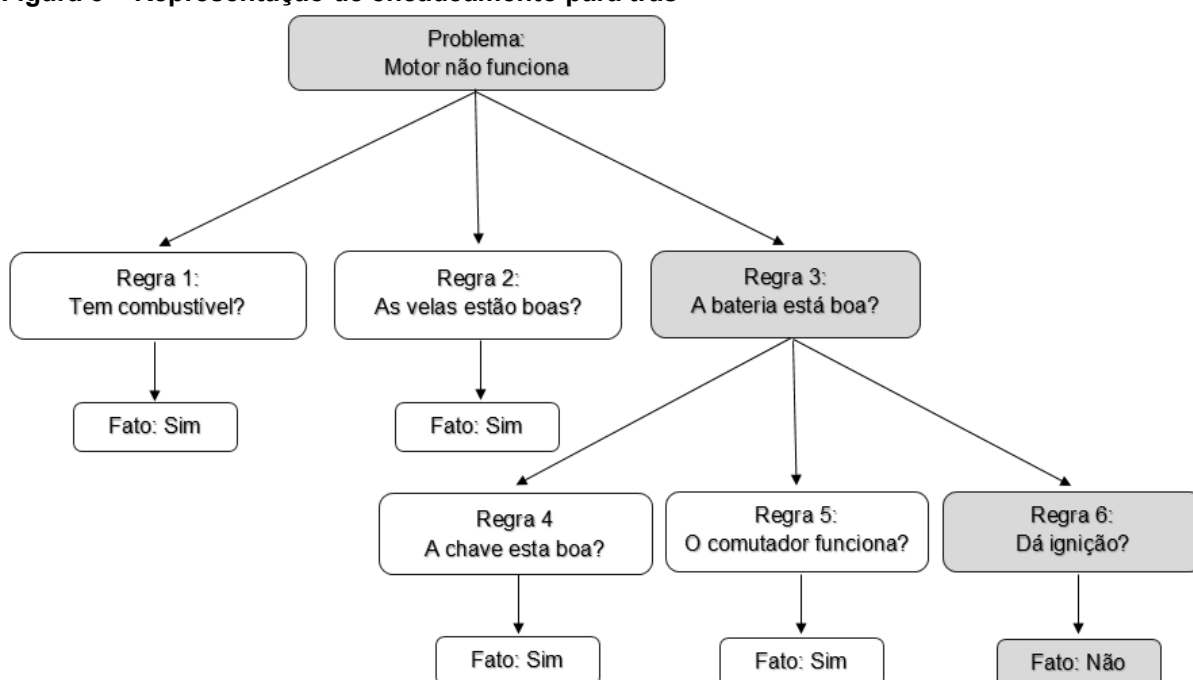 Problema:
Motor não funciona
Regra 1:
Tem combustível?
Regra 2:
As velas estão boas?
Regra 3:
A bateria está boa?
Fato: Sim
Fato: Sim
Regra 4
A chave esta boa?
Regra 5:
O comutador funciona?
Regra 6:
Dá ignição?
Fato: Sim
Fato: Sim
Fato: Não